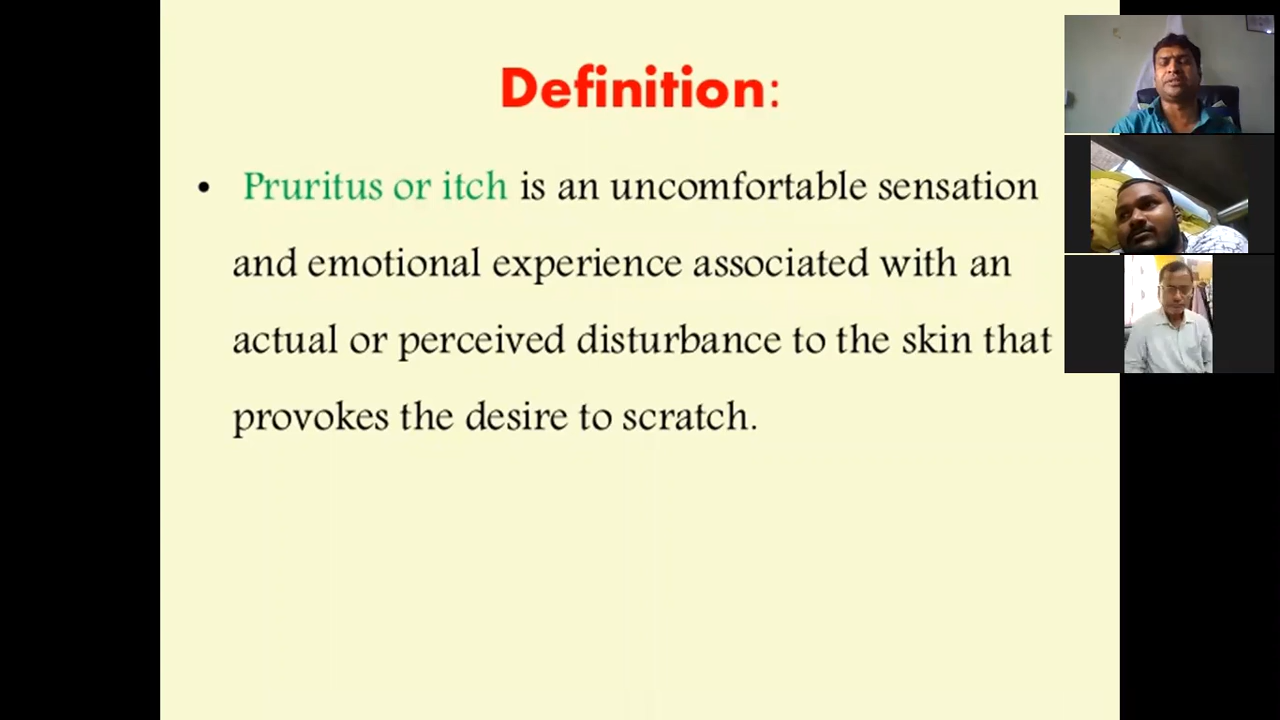 Definition:
• Pruritus or itch is an uncomfortable sensation
and emotional experience associated with an
actual or perceived disturbance to the skin that
provokes the desire to scratch.